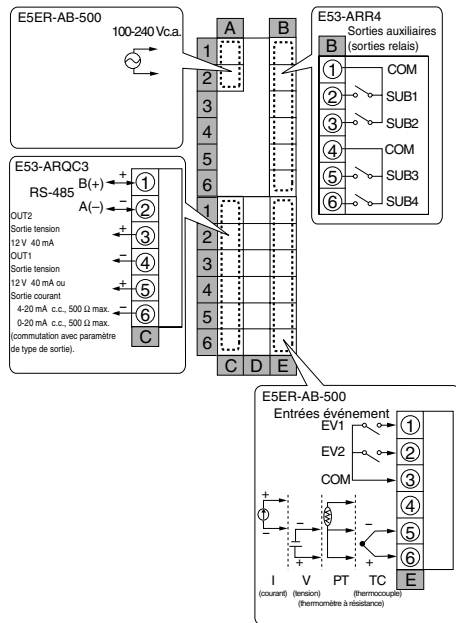 E5ER-AB-500
100-240 Vc.a.
A
B
1
2
3
4
5
6
1
2
3
4
5
6
C D E
E53-ARR4
Sorties auxiliaires
(sorties relais)
B
1 COM
2 SUB1
3 SUB2
4 COM
5 SUB3
6 SUB4
E53-ARQC3
RS-485
B(+) + 1
A(−) − 2
OUT2
Sortie tension
12 V 40 mA
+ 3
− 4
OUT1
Sortie tension
12 V 40 mA ou
Sortie courant
4-20 mA c.c., 500 Ω max.
0-20 mA c.c., 500 Ω max.
(commutation avec paramètre
de type de sortie).
+ 5
− 6
C
E5ER-AB-500
Entrées événement
EV1 1
EV2 2
COM 3
4
5
6
+ − − + − +
I V PT TC E
(courant) (tension) (thermocouple)
(thermomètre à résistance)